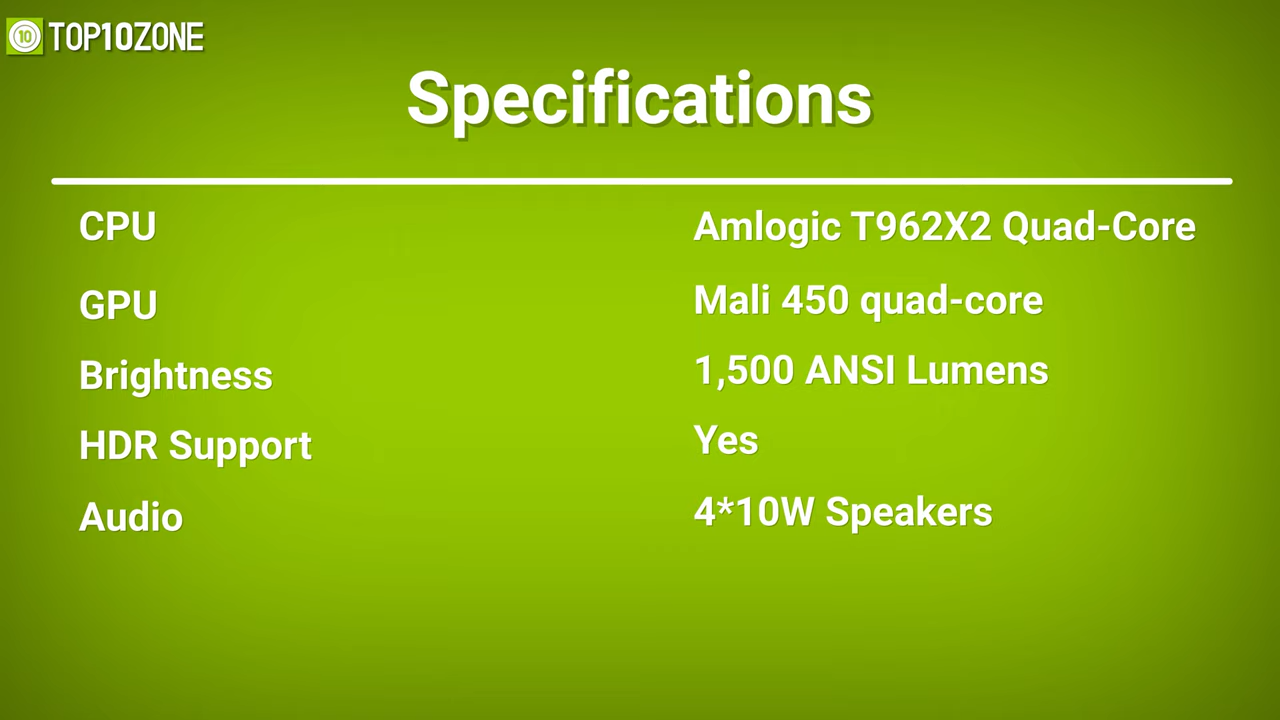 10 TOP10ZONE
Specifications
CPU Amlogic T962X2 Quad-Core
GPU Mali 450 quad-core
Brightness 1,500 ANSI Lumens
HDR Support Yes
Audio 4*10W Speakers